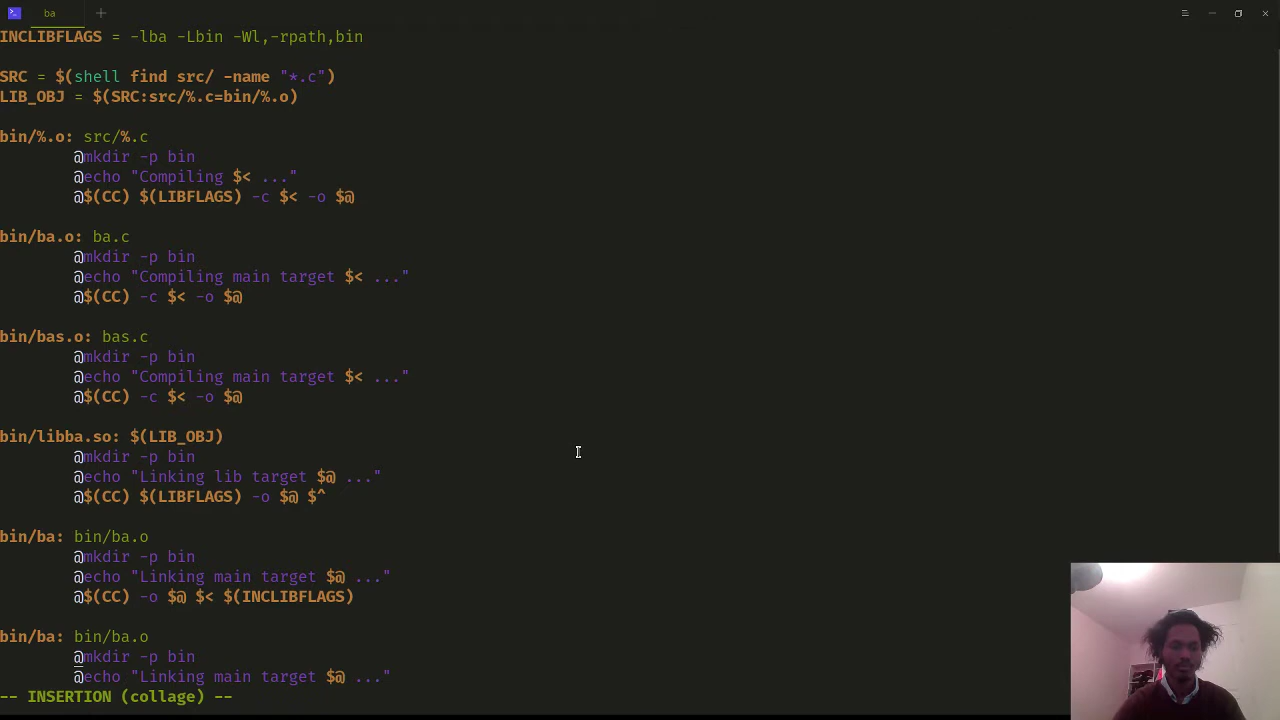 ba
INCLIBFLAGS = -lba -Lbin -Wl,-rpath,bin
SRC = $(shell find src/ -name "*.c")
LIB_OBJ = $(SRC:src/%.c=bin/%.o)
bin/%.o: src/%.c
@mkdir -p bin
@echo "Compiling $< ..."
@$(CC) $(LIBFLAGS) -c $< -o $@
bin/ba.o: ba.c
@mkdir -p bin
@echo "Compiling main target $< ..."
@$(CC) -c $< -o $@
bin/bas.o: bas.c
@mkdir -p bin
@echo "Compiling main target $< ..."
@$(CC) -c $< -o $@
bin/libba.so: $(LIB_OBJ)
@mkdir -p bin
@echo "Linking lib target $@ ..."
@$(CC) $(LIBFLAGS) -o $@ $^
bin/ba: bin/ba.o
@mkdir -p bin
@echo "Linking main target $@ ..."
@$(CC) -o $@ $< $(INCLIBFLAGS)
bin/ba: bin/ba.o
@mkdir -p bin
@echo "Linking main target $@ ..."
-- INSERTION (collage) --